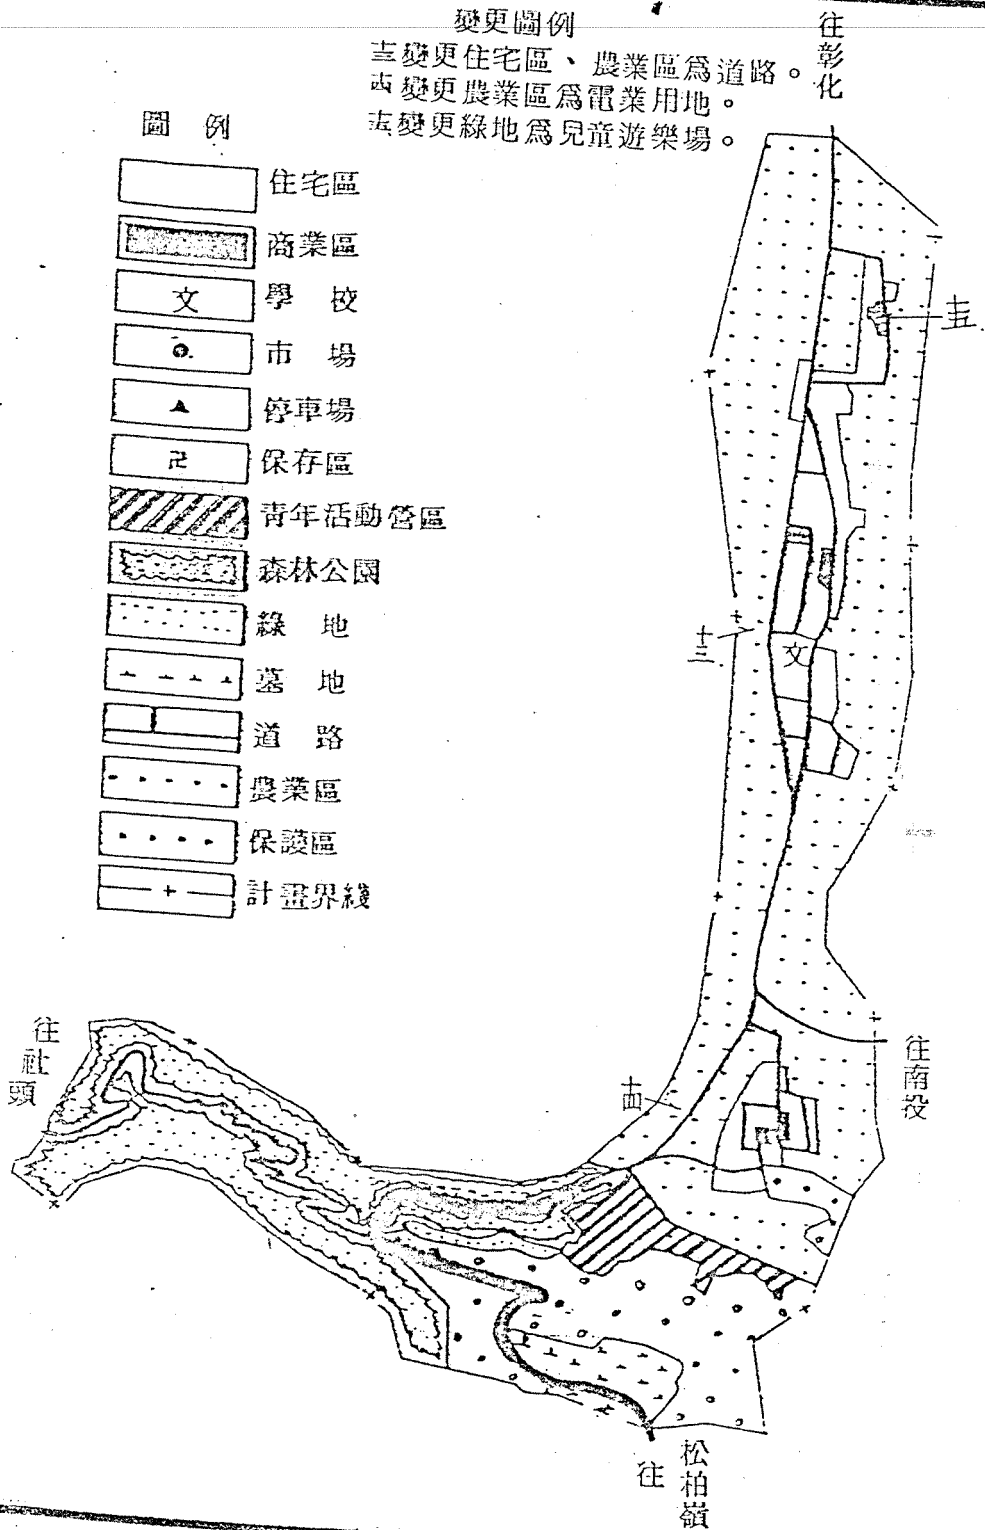 變更圖例
十三變更住宅區、農業區為道路。
十四變更農業區為電業用地。
十五變更綠地為兒童遊樂場。
往彰化
圖 例
住宅區
商業區
文 學 校
市 場
停車場
卍 保存區
青年活動營區
森林公園
綠 地
墓 地
道 路
農業區
保護區
計畫界綫
十五
十三
文
往社頭
十四
往南投
往松柏嶺